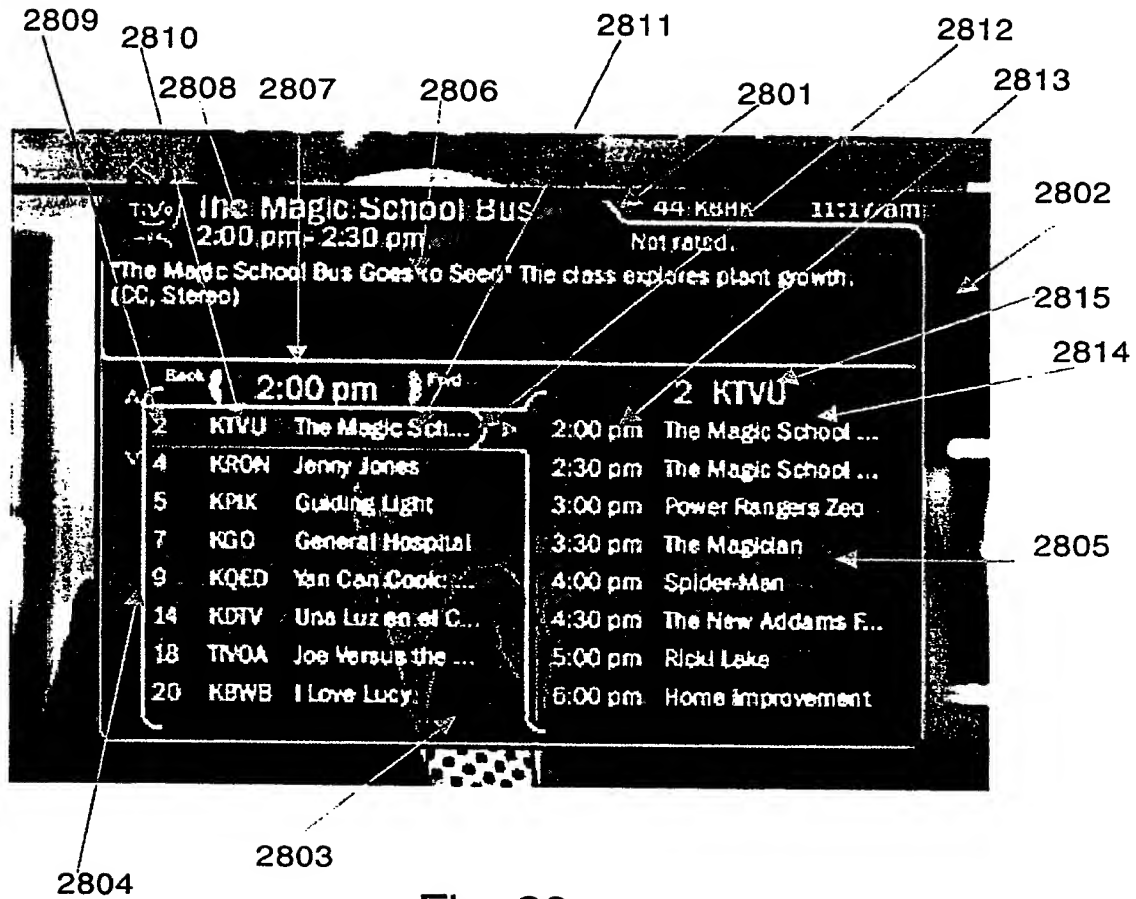 2809
2810
2811
2812
2808 2807 2806 2801 2813
2802
2815
2814
2805
2803
2804
TiVo The Magic School Bus 44 KBHK 11:17 am
2:00 pm - 2:30 pm Not rated.
"The Magic School Bus Goes to Seed" The class explores plant growth.
(CC, Stereo)
Back 2:00 pm Fwd 2 KTVU
2 KTVU The Magic Sch... 2:00 pm The Magic School ...
4 KRON Jenny Jones 2:30 pm The Magic School ...
5 KPIX Guiding Light 3:00 pm Power Rangers Zeo
7 KGO General Hospital 3:30 pm The Magician
9 KQED Yan Can Cook: ... 4:00 pm Spider-Man
14 KDTV Una Luz en el C... 4:30 pm The New Addams F...
18 TIVOA Joe Versus the ... 5:00 pm Ricki Lake
20 KBWB I Love Lucy 6:00 pm Home Improvement